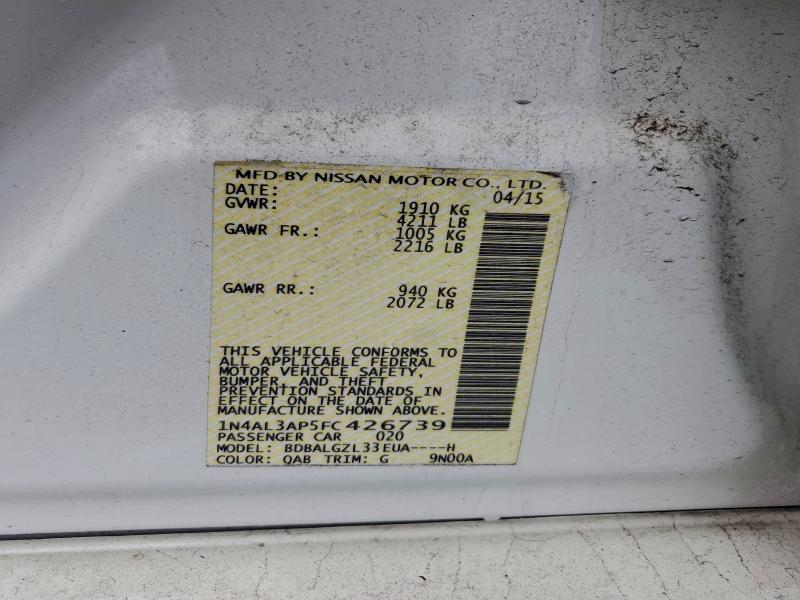 MFD BY NISSAN MOTOR CO., LTD.
DATE: 04/15
GVWR: 1910 KG
4211 LB
GAWR FR.: 1005 KG
2216 LB
GAWR RR.: 940 KG
2072 LB
THIS VEHICLE CONFORMS TO
ALL APPLICABLE FEDERAL
MOTOR VEHICLE SAFETY,
BUMPER, AND THEFT
PREVENTION STANDARDS IN
EFFECT ON THE DATE OF
MANUFACTURE SHOWN ABOVE.
1N4AL3AP5FC426739
PASSENGER CAR 020
MODEL: BDBALGZL33EUA----H
COLOR: QAB TRIM: G 9N00A